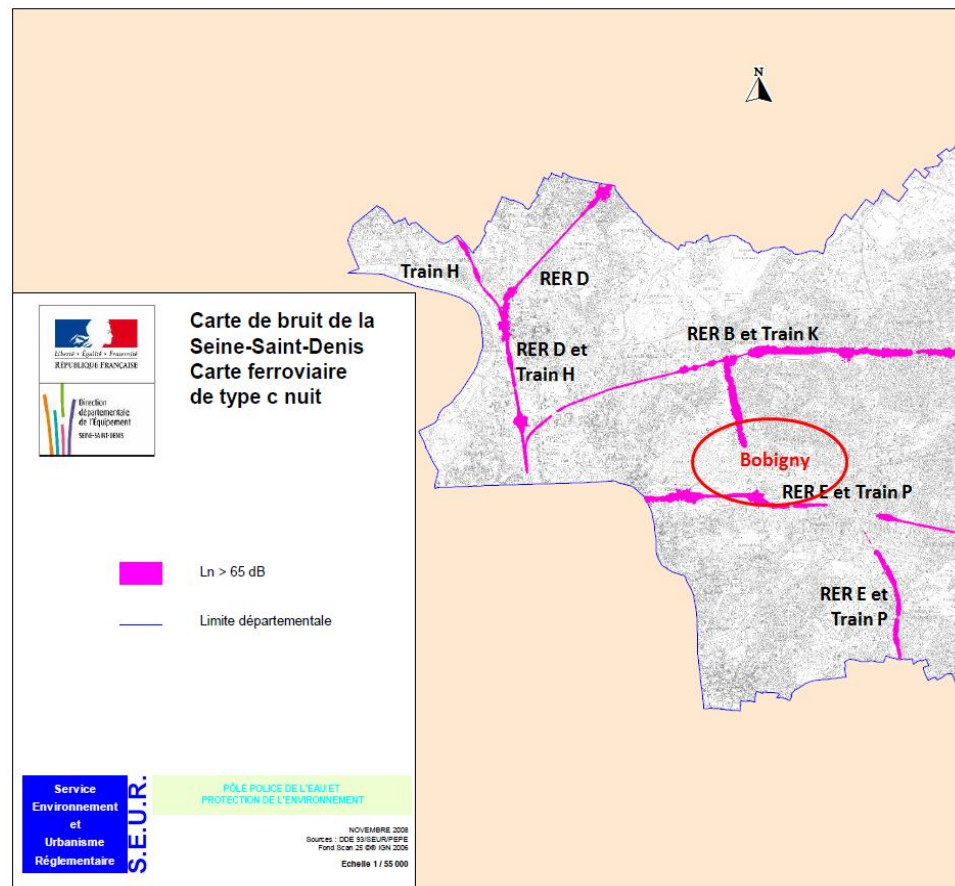 N
Train H
RER D
RER D et
Train H
RER B et Train K
Bobigny
RER E et Train P
RER E et
Train P
Liberté • Égalité • Fraternité
RÉPUBLIQUE FRANÇAISE
Direction
départementale
de l'Équipement
SEINE-SAINT-DENIS
Carte de bruit de la
Seine-Saint-Denis
Carte ferroviaire
de type c nuit
Ln > 65 dB
Limite départementale
Service
Environnement
et
Urbanisme
Réglementaire
S.E.U.R.
PÔLE POLICE DE L'EAU ET
PROTECTION DE L'ENVIRONNEMENT
NOVEMBRE 2008
Sources : DDE 93/SEUR/PEPE
Fond Scan 25 ©® IGN 2006
Echelle 1 / 55 000